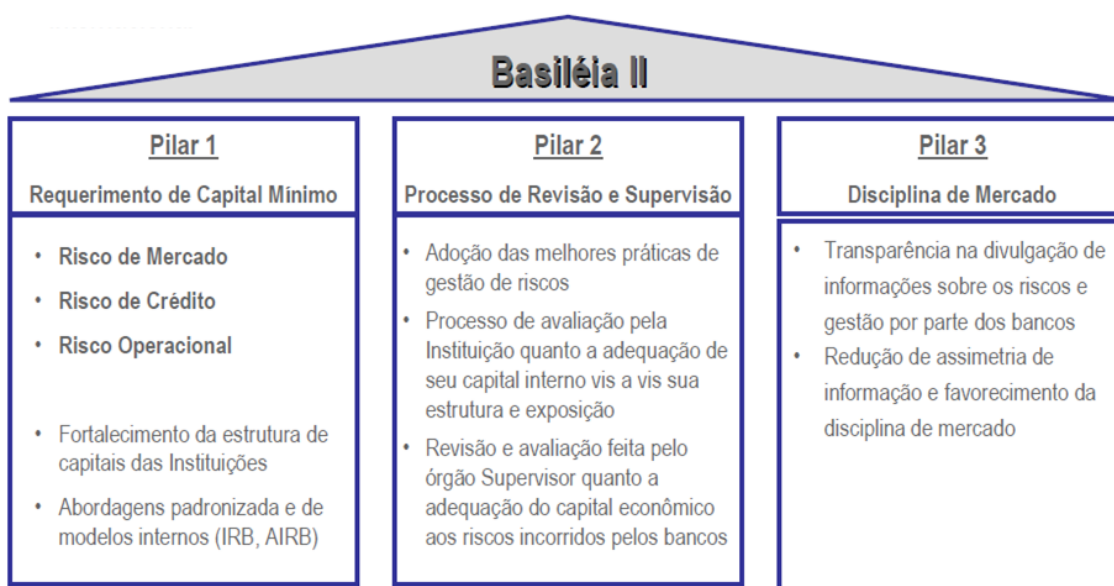 Basiléia II
Pilar 1
Requerimento de Capital Mínimo
• Risco de Mercado
• Risco de Crédito
• Risco Operacional
• Fortalecimento da estrutura de
capitais das Instituições
• Abordagens padronizada e de
modelos internos (IRB, AIRB)
Pilar 2
Processo de Revisão e Supervisão
• Adoção das melhores práticas de
gestão de riscos
• Processo de avaliação pela
Instituição quanto a adequação de
seu capital interno vis a vis sua
estrutura e exposição
• Revisão e avaliação feita pelo
órgão Supervisor quanto a
adequação do capital econômico
aos riscos incorridos pelos bancos
Pilar 3
Disciplina de Mercado
• Transparência na divulgação de
informações sobre os riscos e
gestão por parte dos bancos
• Redução de assimetria de
informação e favorecimento da
disciplina de mercado